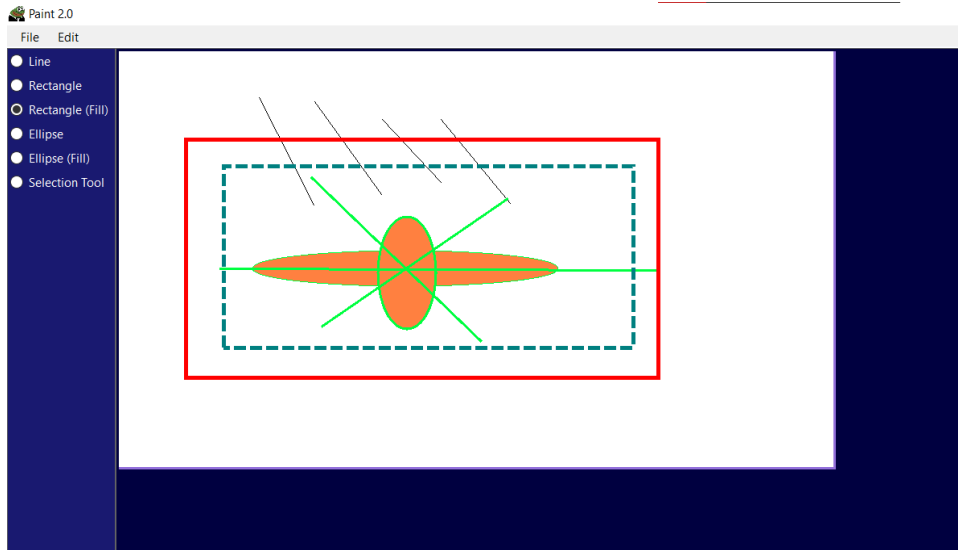 Paint 2.0
File Edit
Line
Rectangle
Rectangle (Fill)
Ellipse
Ellipse (Fill)
Selection Tool